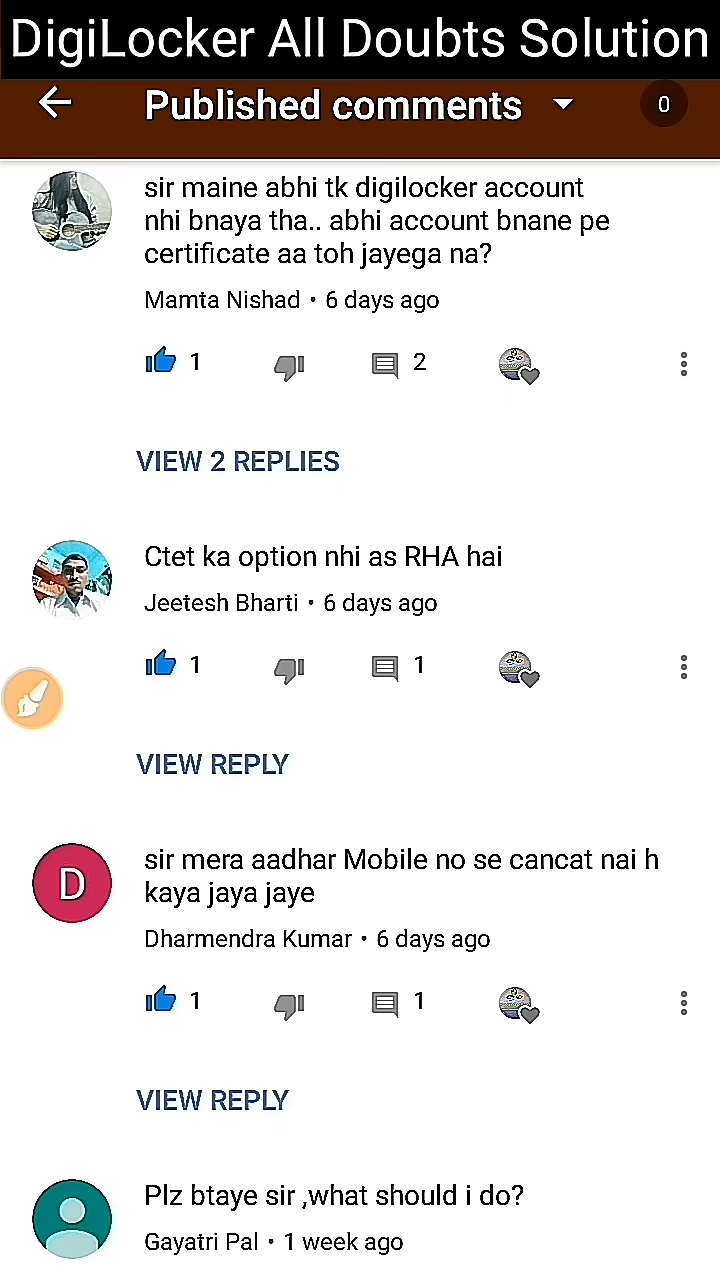 DigiLocker All Doubts Solution
Published comments
0
sir maine abhi tk digilocker account
nhi bnaya tha.. abhi account bnane pe
certificate aa toh jayega na?
Mamta Nishad • 6 days ago
1
2
VIEW 2 REPLIES
Ctet ka option nhi as RHA hai
Jeetesh Bharti • 6 days ago
1
1
VIEW REPLY
D
sir mera aadhar Mobile no se cancat nai h
kaya jaya jaye
Dharmendra Kumar • 6 days ago
1
1
VIEW REPLY
Plz btaye sir ,what should i do?
Gayatri Pal • 1 week ago